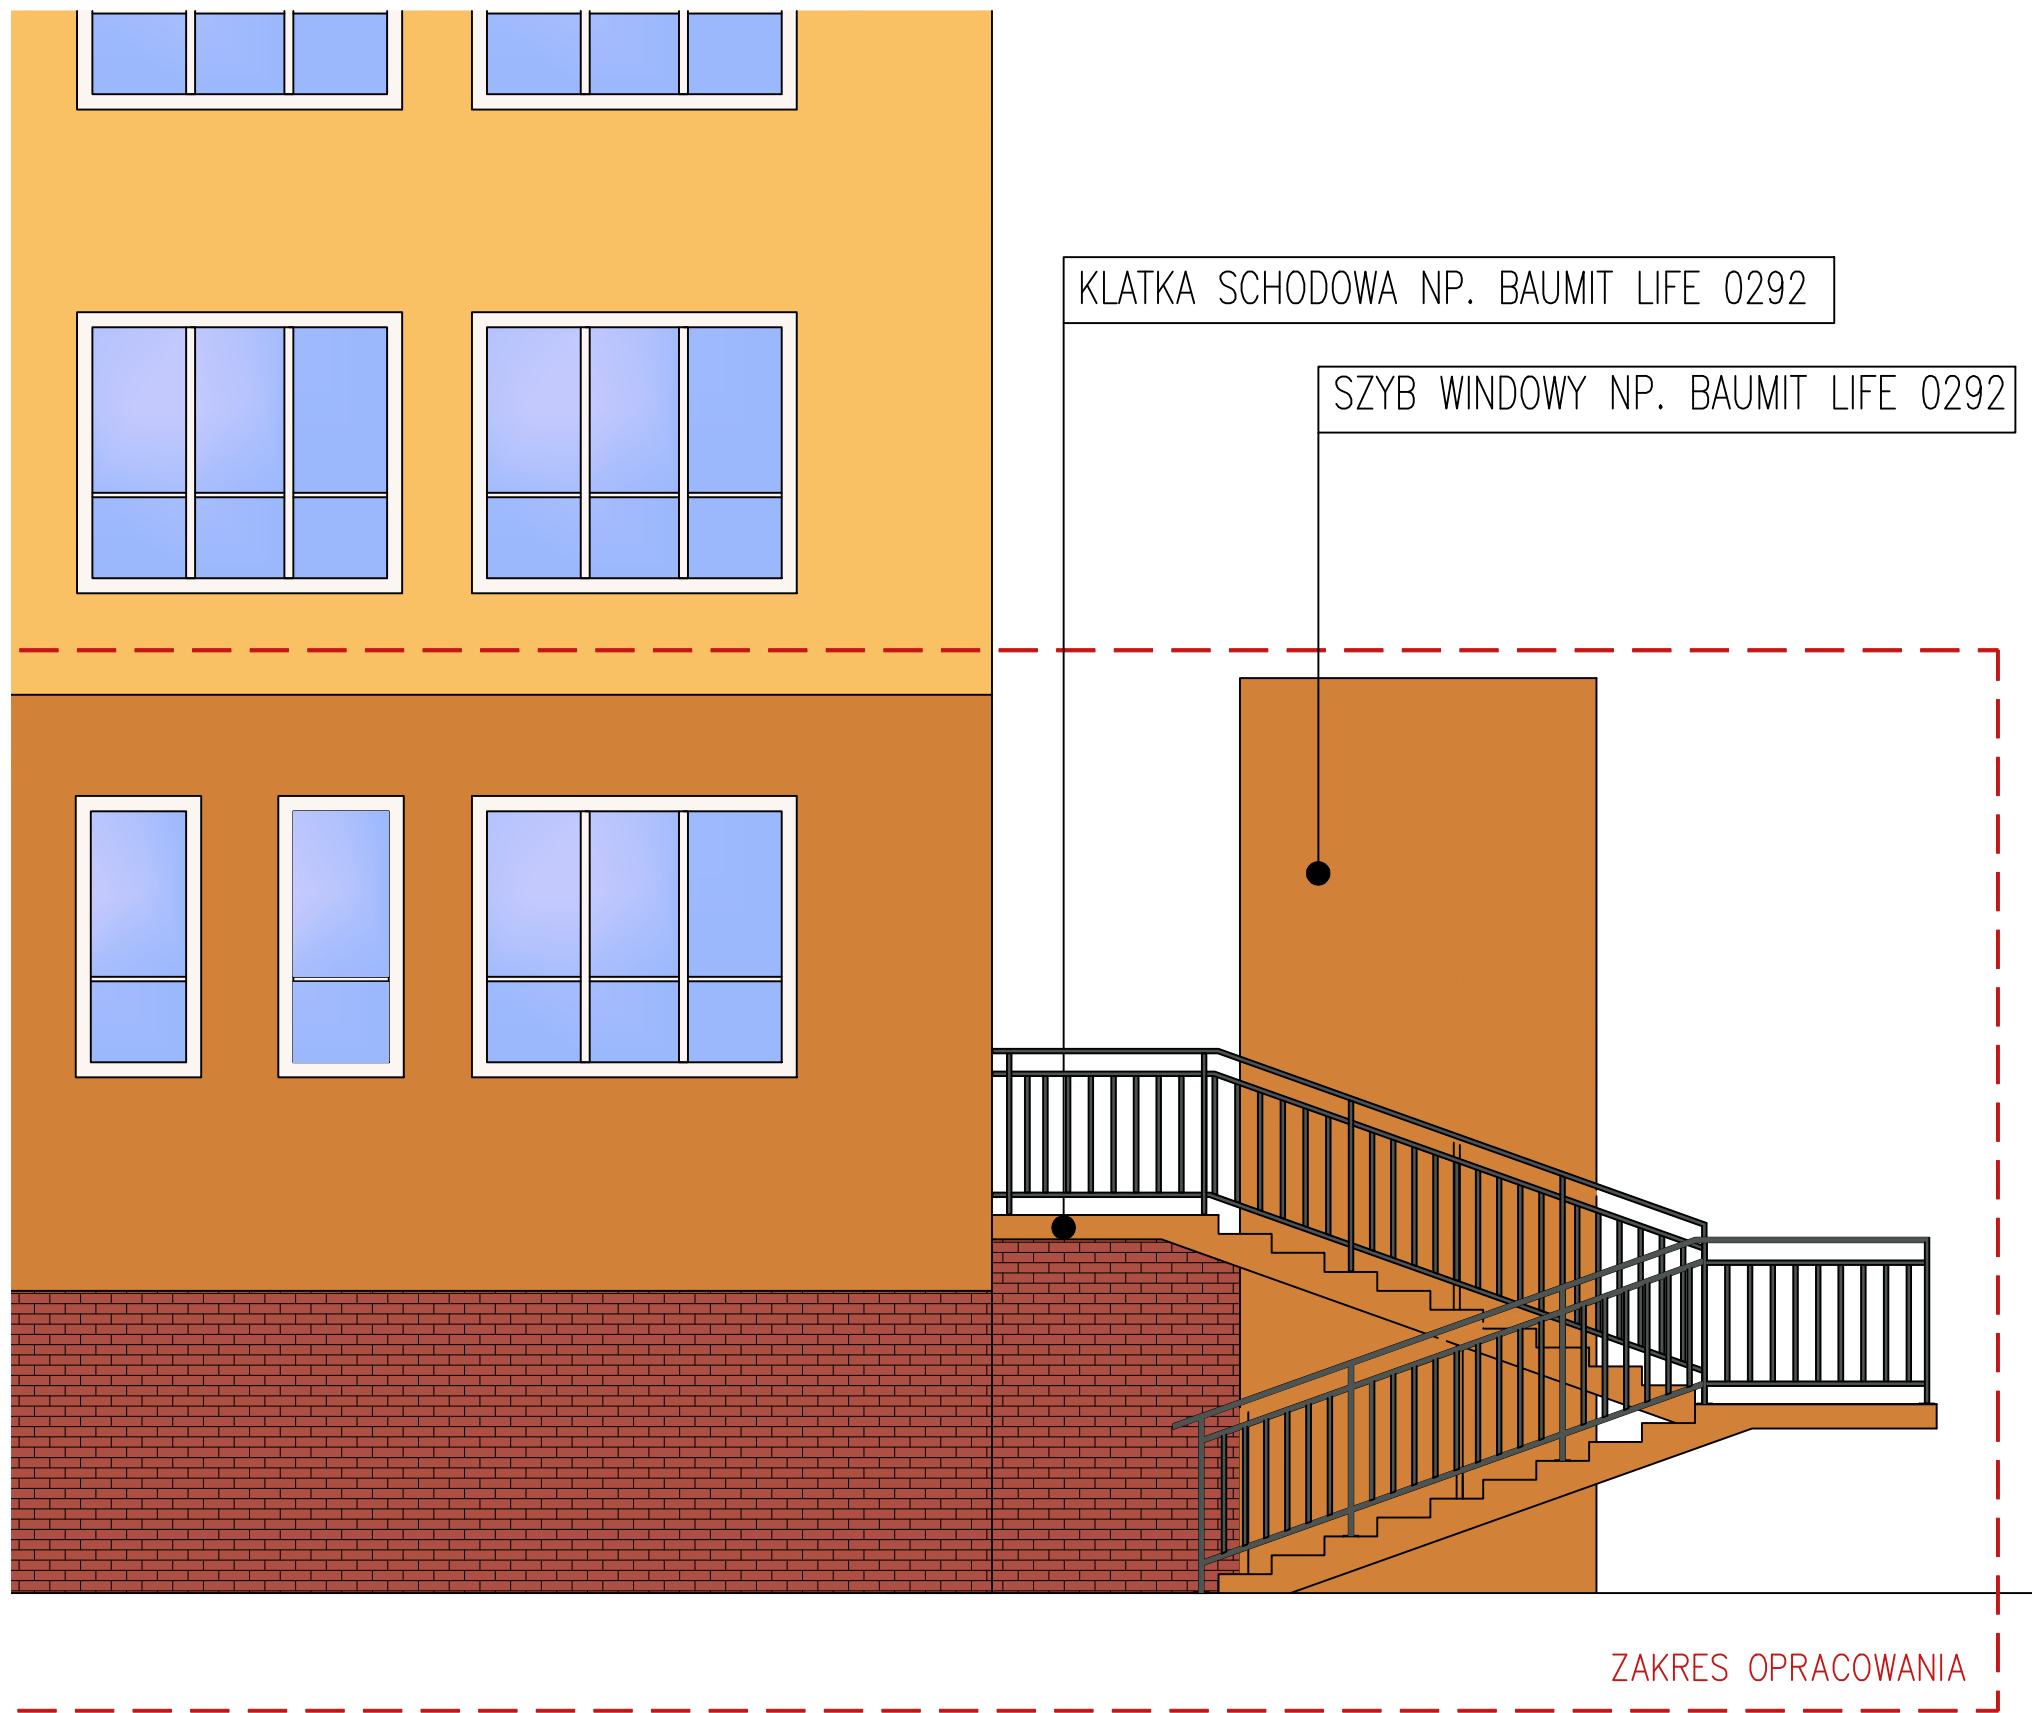 KLATKA SCHODOWA NP. BAUMIT LIFE 0292
SZYB WINDOWY NP. BAUMIT LIFE 0292
ZAKRES OPRACOWANIA